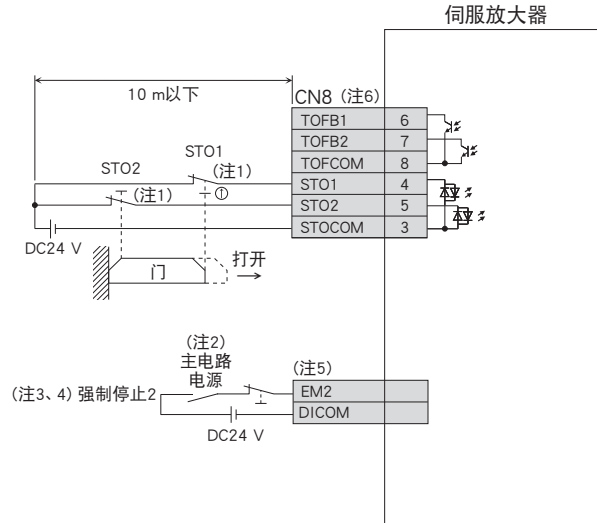 伺服放大器
10 m以下
CN8 (注6)
TOFB1 6
TOFB2 7
TOFCOM 8
STO1 4
STO2 5
STOCOM 3
STO1
(注1)
STO2
(注1)
DC24 V
门
打开
(注2)
主电路
电源
(注3、4) 强制停止2
DC24 V
(注5)
EM2
DICOM